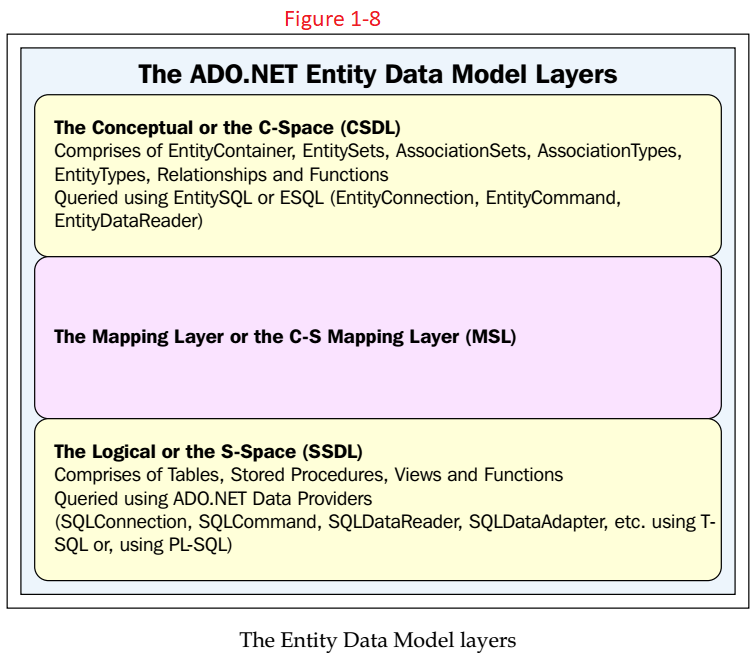 Figure 1-8
The ADO.NET Entity Data Model Layers
The Conceptual or the C-Space (CSDL)
Comprises of EntityContainer, EntitySets, AssociationSets, AssociationTypes,
EntityTypes, Relationships and Functions
Queried using EntitySQL or ESQL (EntityConnection, EntityCommand,
EntityDataReader)
The Mapping Layer or the C-S Mapping Layer (MSL)
The Logical or the S-Space (SSDL)
Comprises of Tables, Stored Procedures, Views and Functions
Queried using ADO.NET Data Providers
(SQLConnection, SQLCommand, SQLDataReader, SQLDataAdapter, etc. using T-
SQL or, using PL-SQL)
The Entity Data Model layers